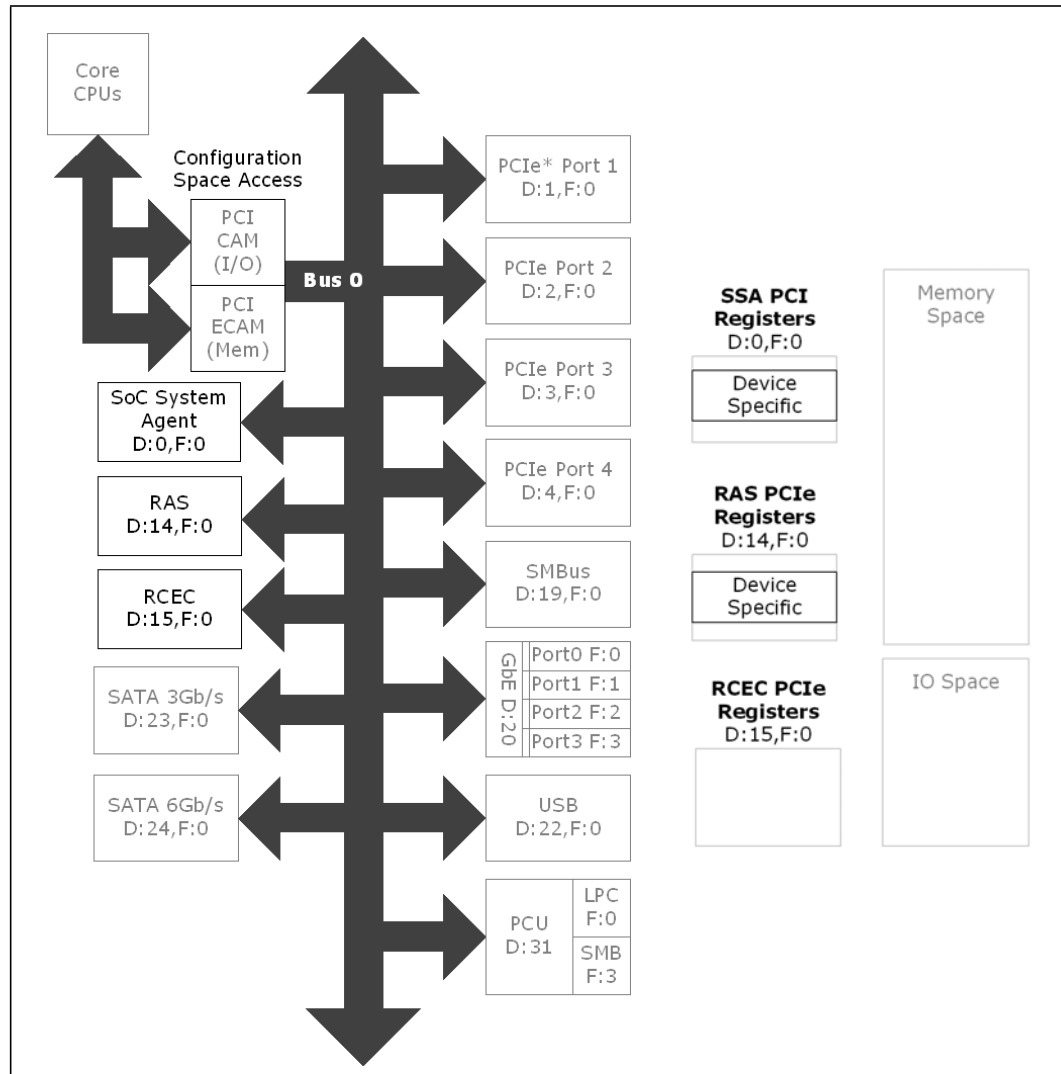 Core
CPUs
Configuration
Space Access
PCI
CAM
(I/O)
PCI
ECAM
(Mem)
Bus 0
SoC System
Agent
D:0,F:0
RAS
D:14,F:0
RCEC
D:15,F:0
SATA 3Gb/s
D:23,F:0
SATA 6Gb/s
D:24,F:0
PCIe* Port 1
D:1,F:0
PCIe Port 2
D:2,F:0
PCIe Port 3
D:3,F:0
PCIe Port 4
D:4,F:0
SMBus
D:19,F:0
GbE D:20
Port0 F:0
Port1 F:1
Port2 F:2
Port3 F:3
USB
D:22,F:0
PCU
D:31
LPC
F:0
SMB
F:3
SSA PCI
Registers
D:0,F:0
Device
Specific
RAS PCIe
Registers
D:14,F:0
Device
Specific
RCEC PCIe
Registers
D:15,F:0
Memory
Space
IO Space